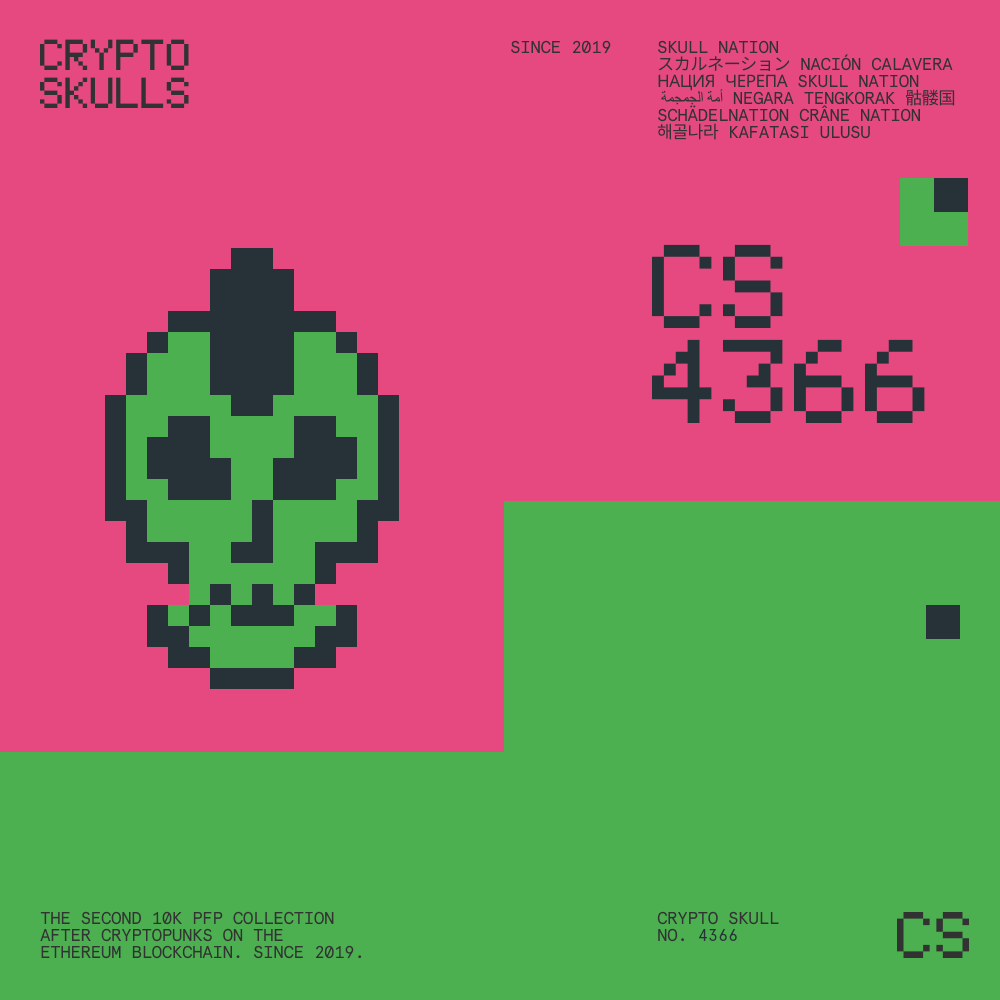 CRYPTO
SKULLS
SINCE 2019
SKULL NATION
スカルネーション NACIÓN CALAVERA
НАЦИЯ ЧЕРЕПА SKULL NATION
أمة الجمجمة NEGARA TENGKORAK 骷髅国
SCHÄDELNATION CRÂNE NATION
해골나라 KAFATASI ULUSU
CS
4366
THE SECOND 10K PFP COLLECTION
AFTER CRYPTOPUNKS ON THE
ETHEREUM BLOCKCHAIN. SINCE 2019.
CRYPTO SKULL
NO. 4366
CS